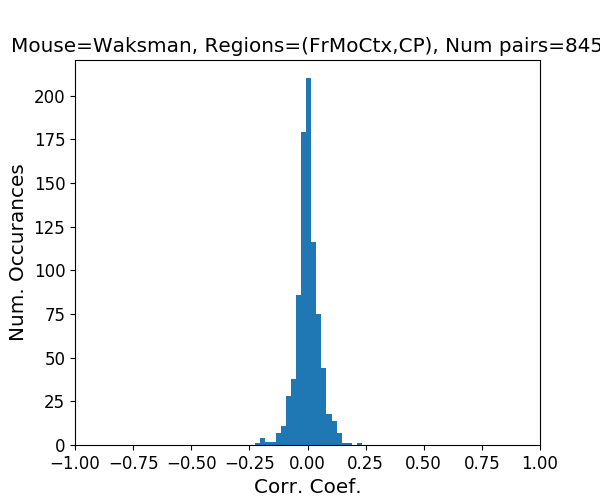 Mouse=Waksman, Regions=(FrMoCtx,CP), Num pairs=845
Num. Occurances
200
175
150
125
100
75
50
25
0
−1.00 −0.75 −0.50 −0.25 0.00 0.25 0.50 0.75 1.00
Corr. Coef.